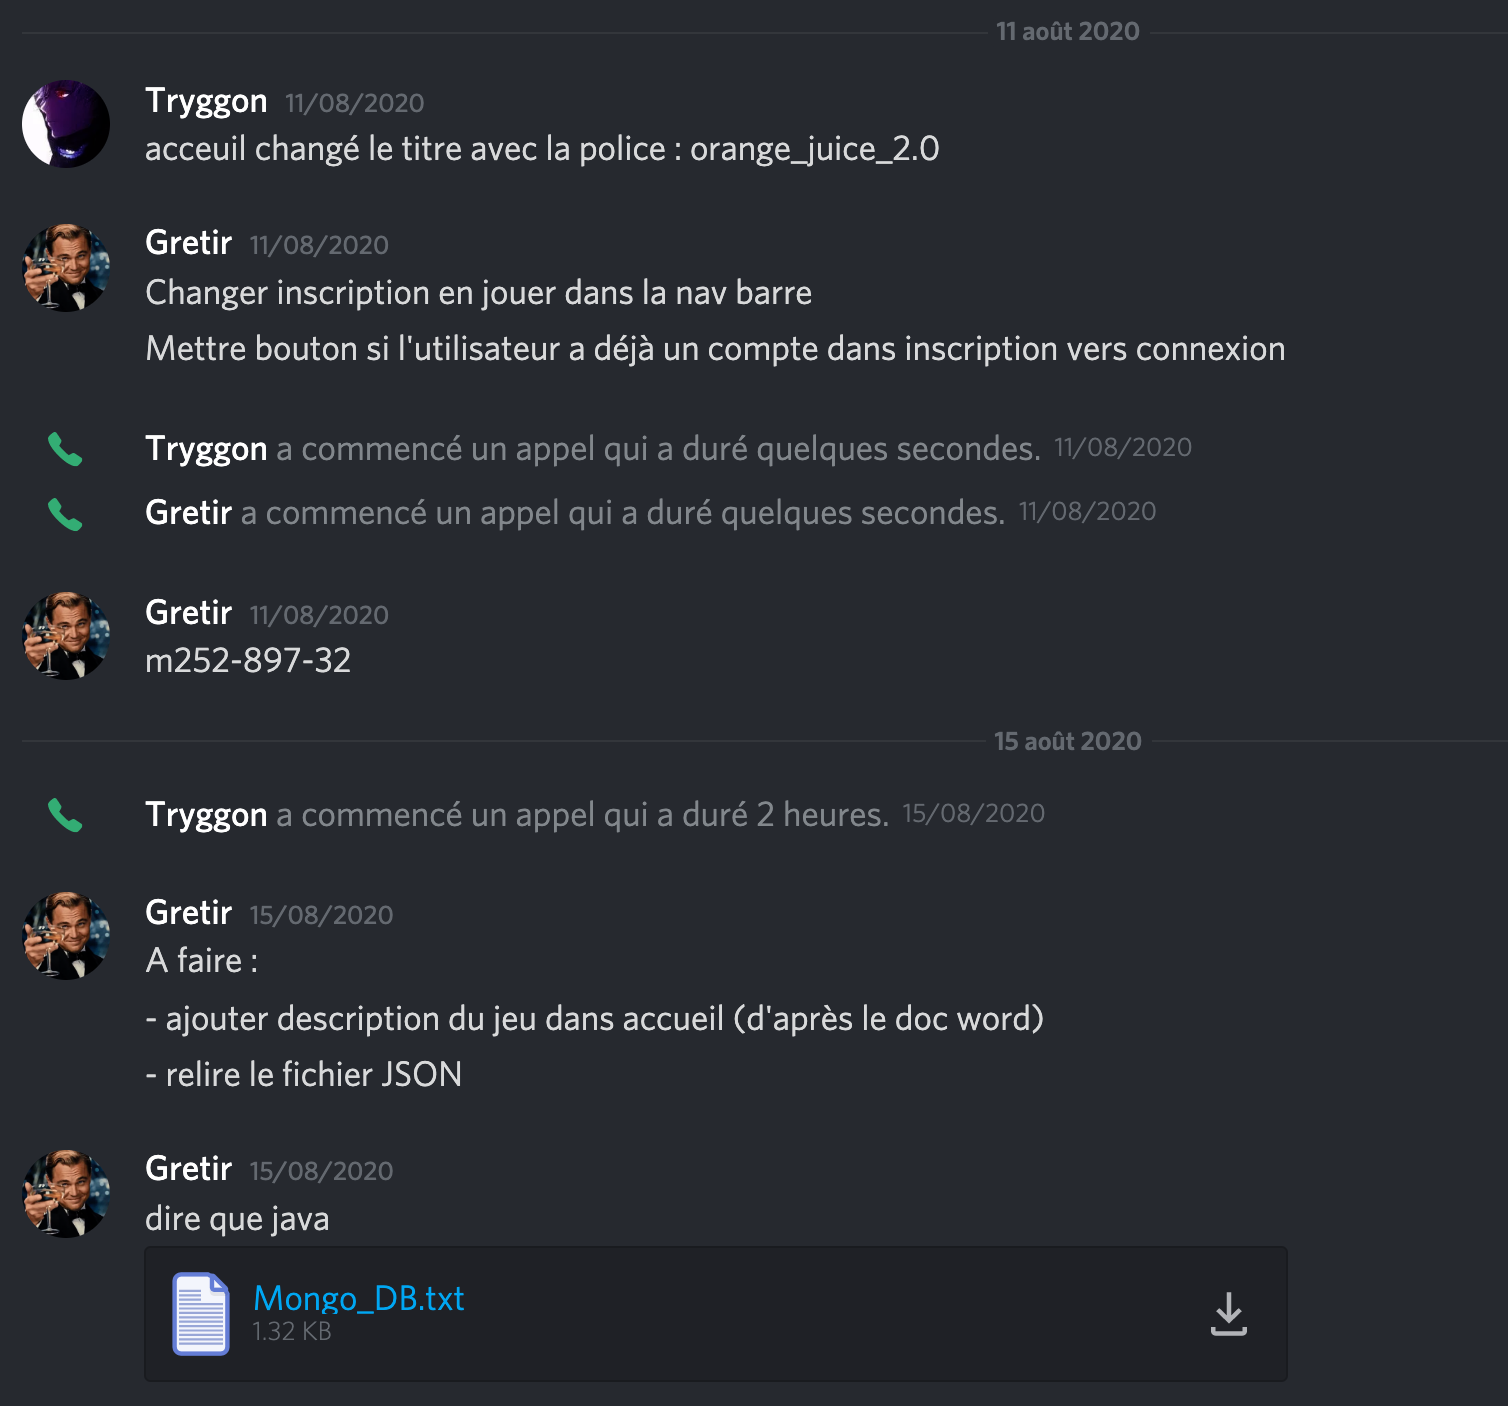 11 août 2020
Tryggon 11/08/2020
acceuil changé le titre avec la police : orange_juice_2.0
Gretir 11/08/2020
Changer inscription en jouer dans la nav barre
Mettre bouton si l'utilisateur a déjà un compte dans inscription vers connexion
Tryggon a commencé un appel qui a duré quelques secondes. 11/08/2020
Gretir a commencé un appel qui a duré quelques secondes. 11/08/2020
Gretir 11/08/2020
m252-897-32
15 août 2020
Tryggon a commencé un appel qui a duré 2 heures. 15/08/2020
Gretir 15/08/2020
A faire :
- ajouter description du jeu dans accueil (d'après le doc word)
- relire le fichier JSON
Gretir 15/08/2020
dire que java
Mongo_DB.txt
1.32 KB